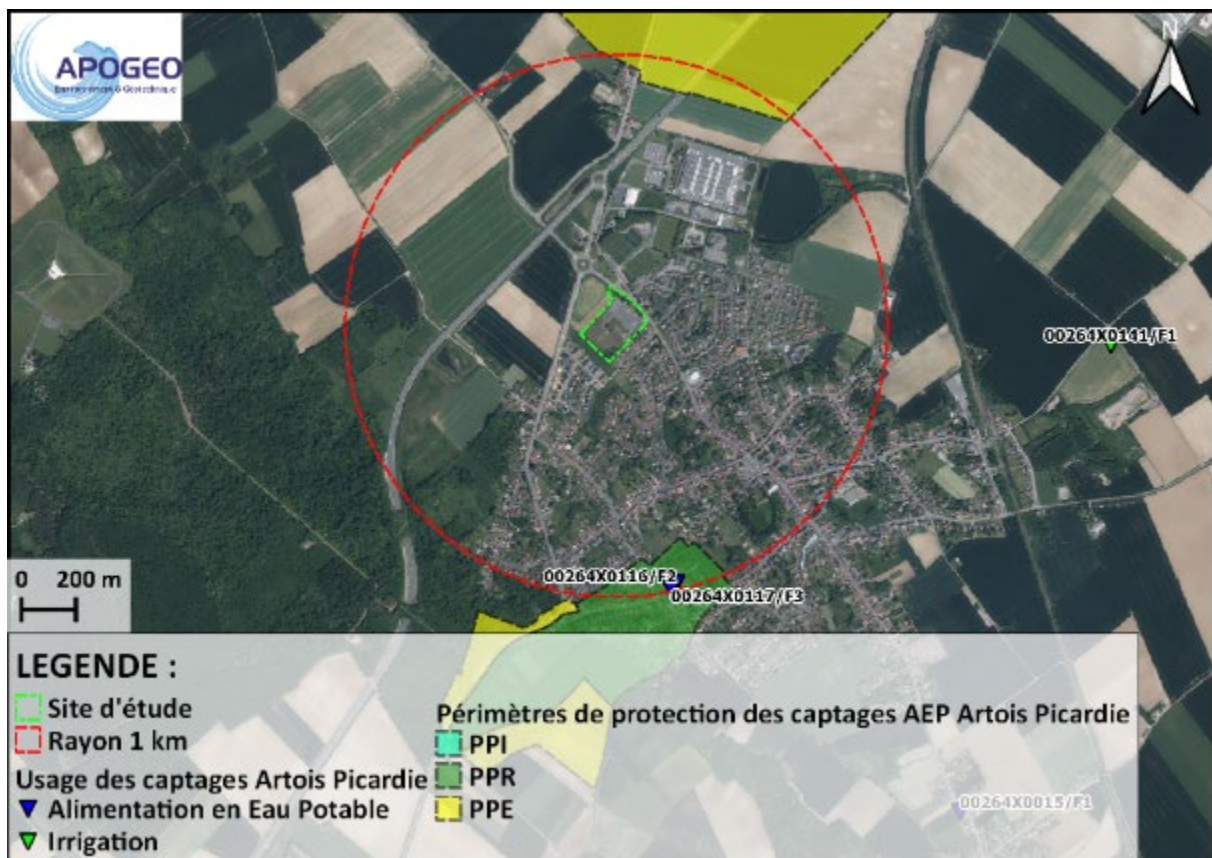 APOGEO
Environnement & Géotechnique
N
00264X0141/F1
00264X0116/F2
00264X0117/F3
0 200 m
LEGENDE :
Site d'étude
Rayon 1 km
Usage des captages Artois Picardie
Alimentation en Eau Potable
Irrigation
Périmètres de protection des captages AEP Artois Picardie
PPI
PPR
PPE
00264X0015/F1